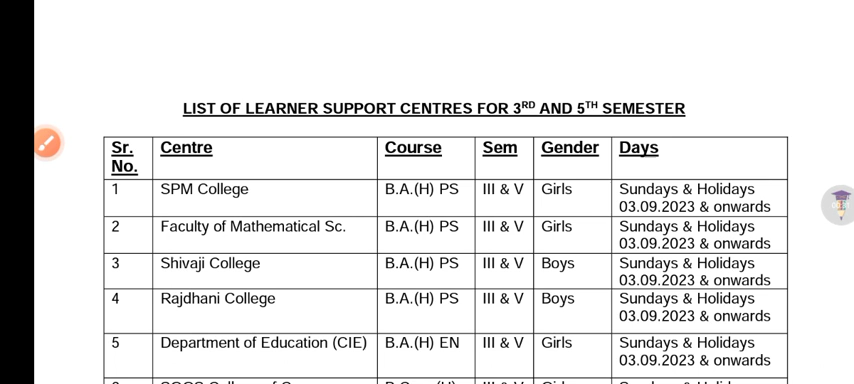 LIST OF LEARNER SUPPORT CENTRES FOR 3RD AND 5TH SEMESTER
Sr. No. Centre Course Sem Gender Days
1 SPM College B.A.(H) PS III & V Girls Sundays & Holidays 03.09.2023 & onwards
2 Faculty of Mathematical Sc. B.A.(H) PS III & V Girls Sundays & Holidays 03.09.2023 & onwards
3 Shivaji College B.A.(H) PS III & V Boys Sundays & Holidays 03.09.2023 & onwards
4 Rajdhani College B.A.(H) PS III & V Boys Sundays & Holidays 03.09.2023 & onwards
5 Department of Education (CIE) B.A.(H) EN III & V Girls Sundays & Holidays 03.09.2023 & onwards